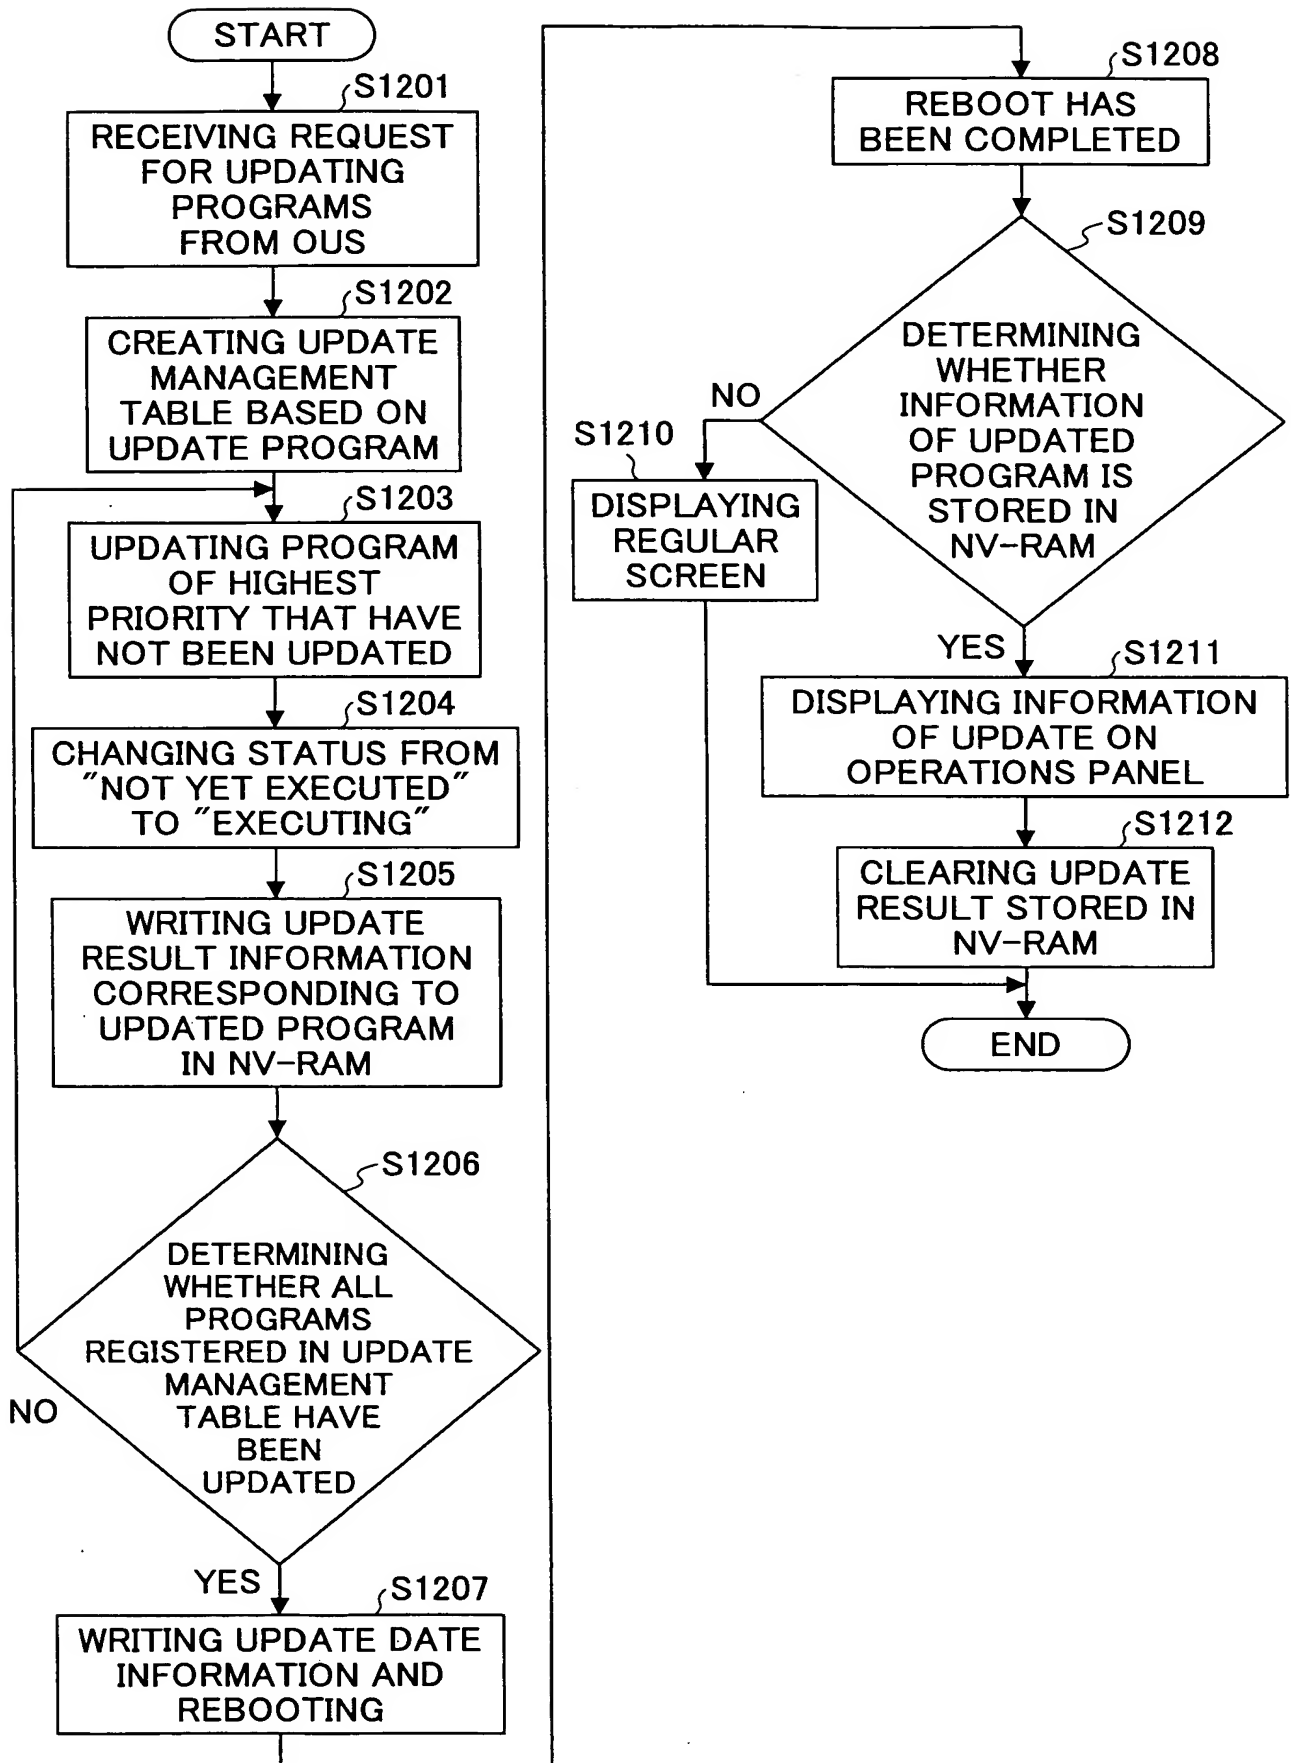 START
S1201
RECEIVING REQUEST
FOR UPDATING
PROGRAMS
FROM OUS
S1202
CREATING UPDATE
MANAGEMENT
TABLE BASED ON
UPDATE PROGRAM
S1203
UPDATING PROGRAM
OF HIGHEST
PRIORITY THAT HAVE
NOT BEEN UPDATED
S1204
CHANGING STATUS FROM
"NOT YET EXECUTED"
TO "EXECUTING"
S1205
WRITING UPDATE
RESULT INFORMATION
CORRESPONDING TO
UPDATED PROGRAM
IN NV-RAM
S1206
DETERMINING
WHETHER ALL
PROGRAMS
REGISTERED IN UPDATE
MANAGEMENT
TABLE HAVE
BEEN
UPDATED
NO
YES
S1207
WRITING UPDATE DATE
INFORMATION AND
REBOOTING
S1208
REBOOT HAS
BEEN COMPLETED
S1209
DETERMINING
WHETHER
INFORMATION
OF UPDATED
PROGRAM IS
STORED IN
NV-RAM
NO
S1210
DISPLAYING
REGULAR
SCREEN
YES
S1211
DISPLAYING INFORMATION
OF UPDATE ON
OPERATIONS PANEL
S1212
CLEARING UPDATE
RESULT STORED IN
NV-RAM
END